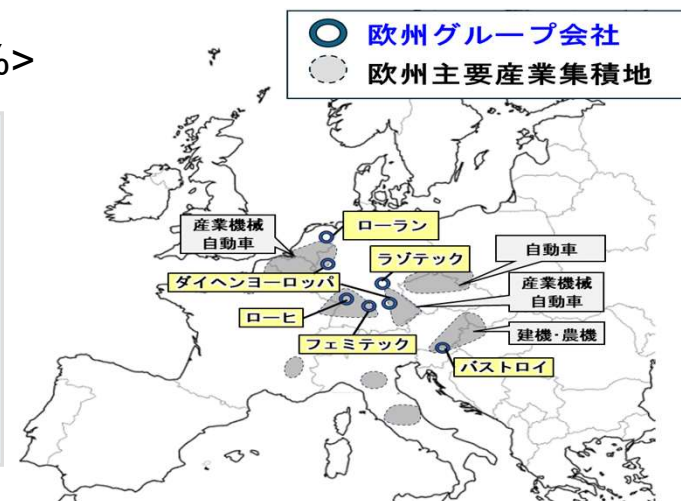 %>
欧州グループ会社
欧州主要産業集積地
産業機械
自動車
ローラン
ラゾテック
自動車
ダイヘンヨーロッパ
産業機械
自動車
ローヒ
フェミテック
建機・農機
バストロイ